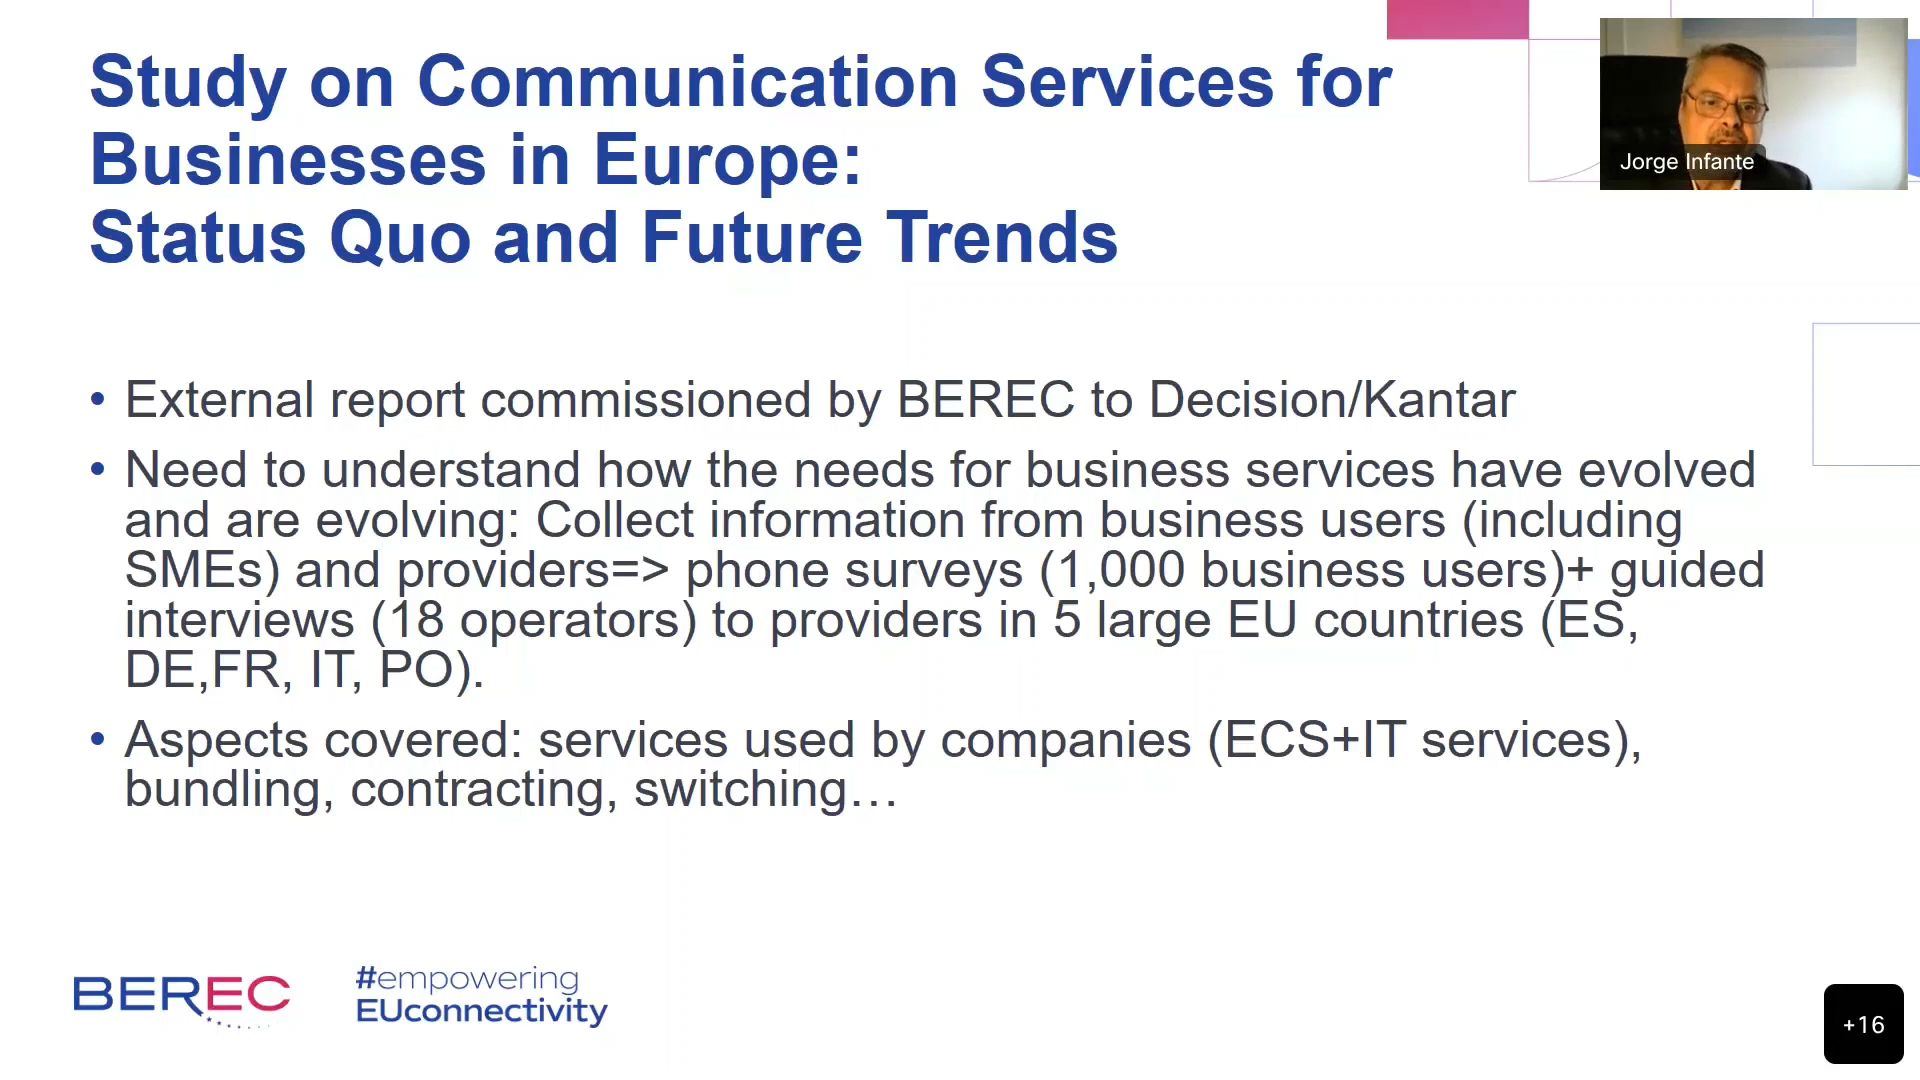 Study on Communication Services for
Businesses in Europe:
Status Quo and Future Trends
Jorge Infante
• External report commissioned by BEREC to Decision/Kantar
• Need to understand how the needs for business services have evolved
and are evolving: Collect information from business users (including
SMEs) and providers=> phone surveys (1,000 business users)+ guided
interviews (18 operators) to providers in 5 large EU countries (ES,
DE,FR, IT, PO).
• Aspects covered: services used by companies (ECS+IT services),
bundling, contracting, switching…
BEREC
#empowering
EUconnectivity
+16